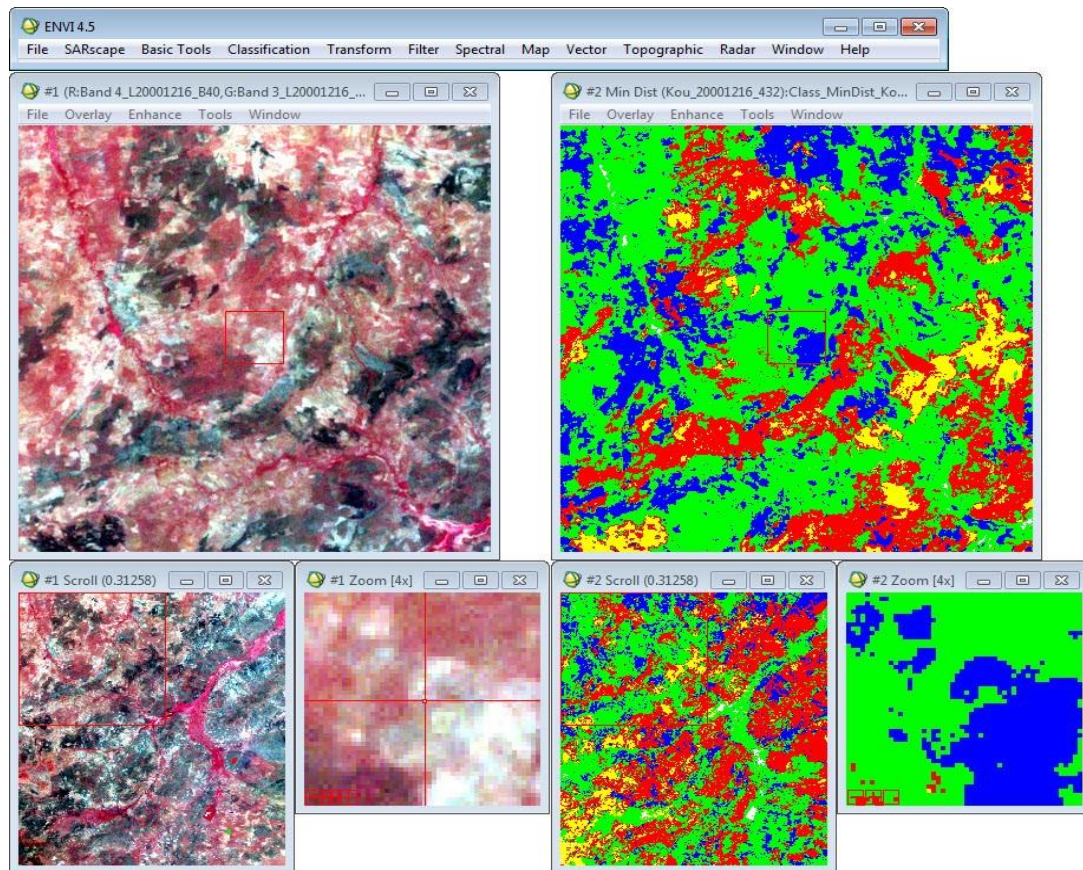 ENVI 4.5
File SARscape Basic Tools Classification Transform Filter Spectral Map Vector Topographic Radar Window Help
#1 (R:Band 4_L20001216_B40,G:Band 3_L20001216_...
File Overlay Enhance Tools Window
#2 Min Dist (Kou_20001216_432):Class_MinDist_Ko...
File Overlay Enhance Tools Window
#1 Scroll (0.31258)
#1 Zoom [4x]
#2 Scroll (0.31258)
#2 Zoom [4x]